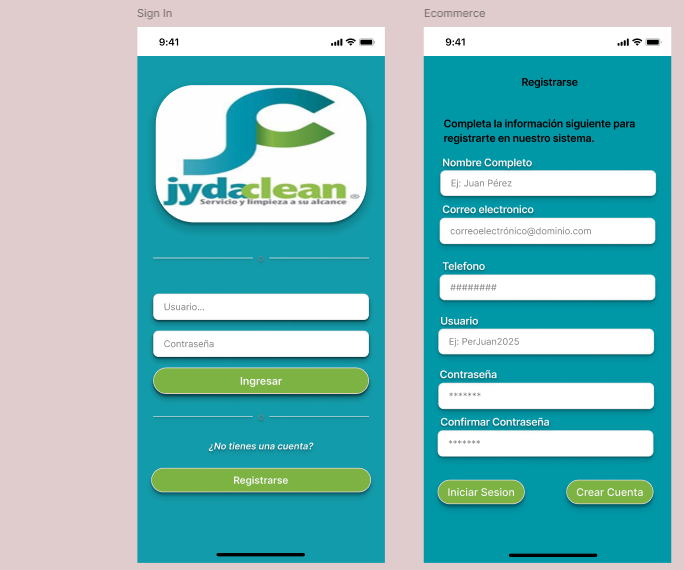 Sign In
9:41
jydaclean
Servicio y limpieza a su alcance
®
o
Usuario...
Contraseña
Ingresar
o
¿No tienes una cuenta?
Registrarse
Ecommerce
9:41
Registrarse
Completa la información siguiente para
registrarte en nuestro sistema.
Nombre Completo
Ej: Juan Pérez
Correo electronico
correoelectrónico@dominio.com
Telefono
########
Usuario
Ej: PerJuan2025
Contraseña
*******
Confirmar Contraseña
*******
Iniciar Sesion
Crear Cuenta